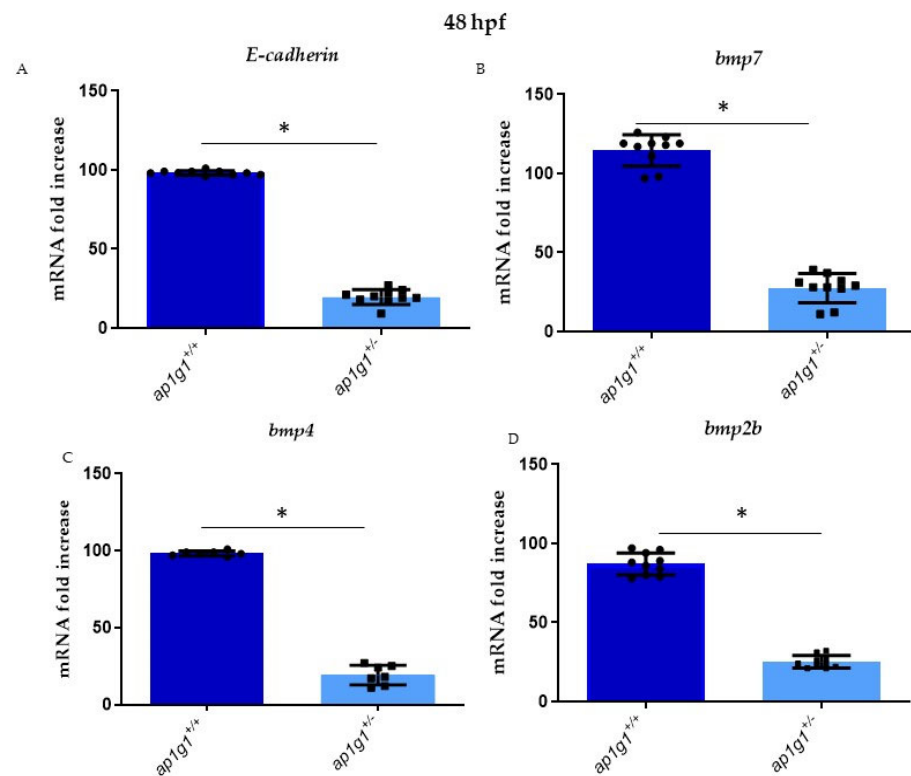 48 hpf
A
E-cadherin
mRNA fold increase
150
100
50
0
*
ap1g1+/+
ap1g1+/-
B
bmp7
mRNA fold increase
150
100
50
0
*
ap1g1+/+
ap1g1+/-
C
bmp4
mRNA fold increase
150
100
50
0
*
ap1g1+/+
ap1g1+/-
D
bmp2b
mRNA fold increase
150
100
50
0
*
ap1g1+/+
ap1g1+/-